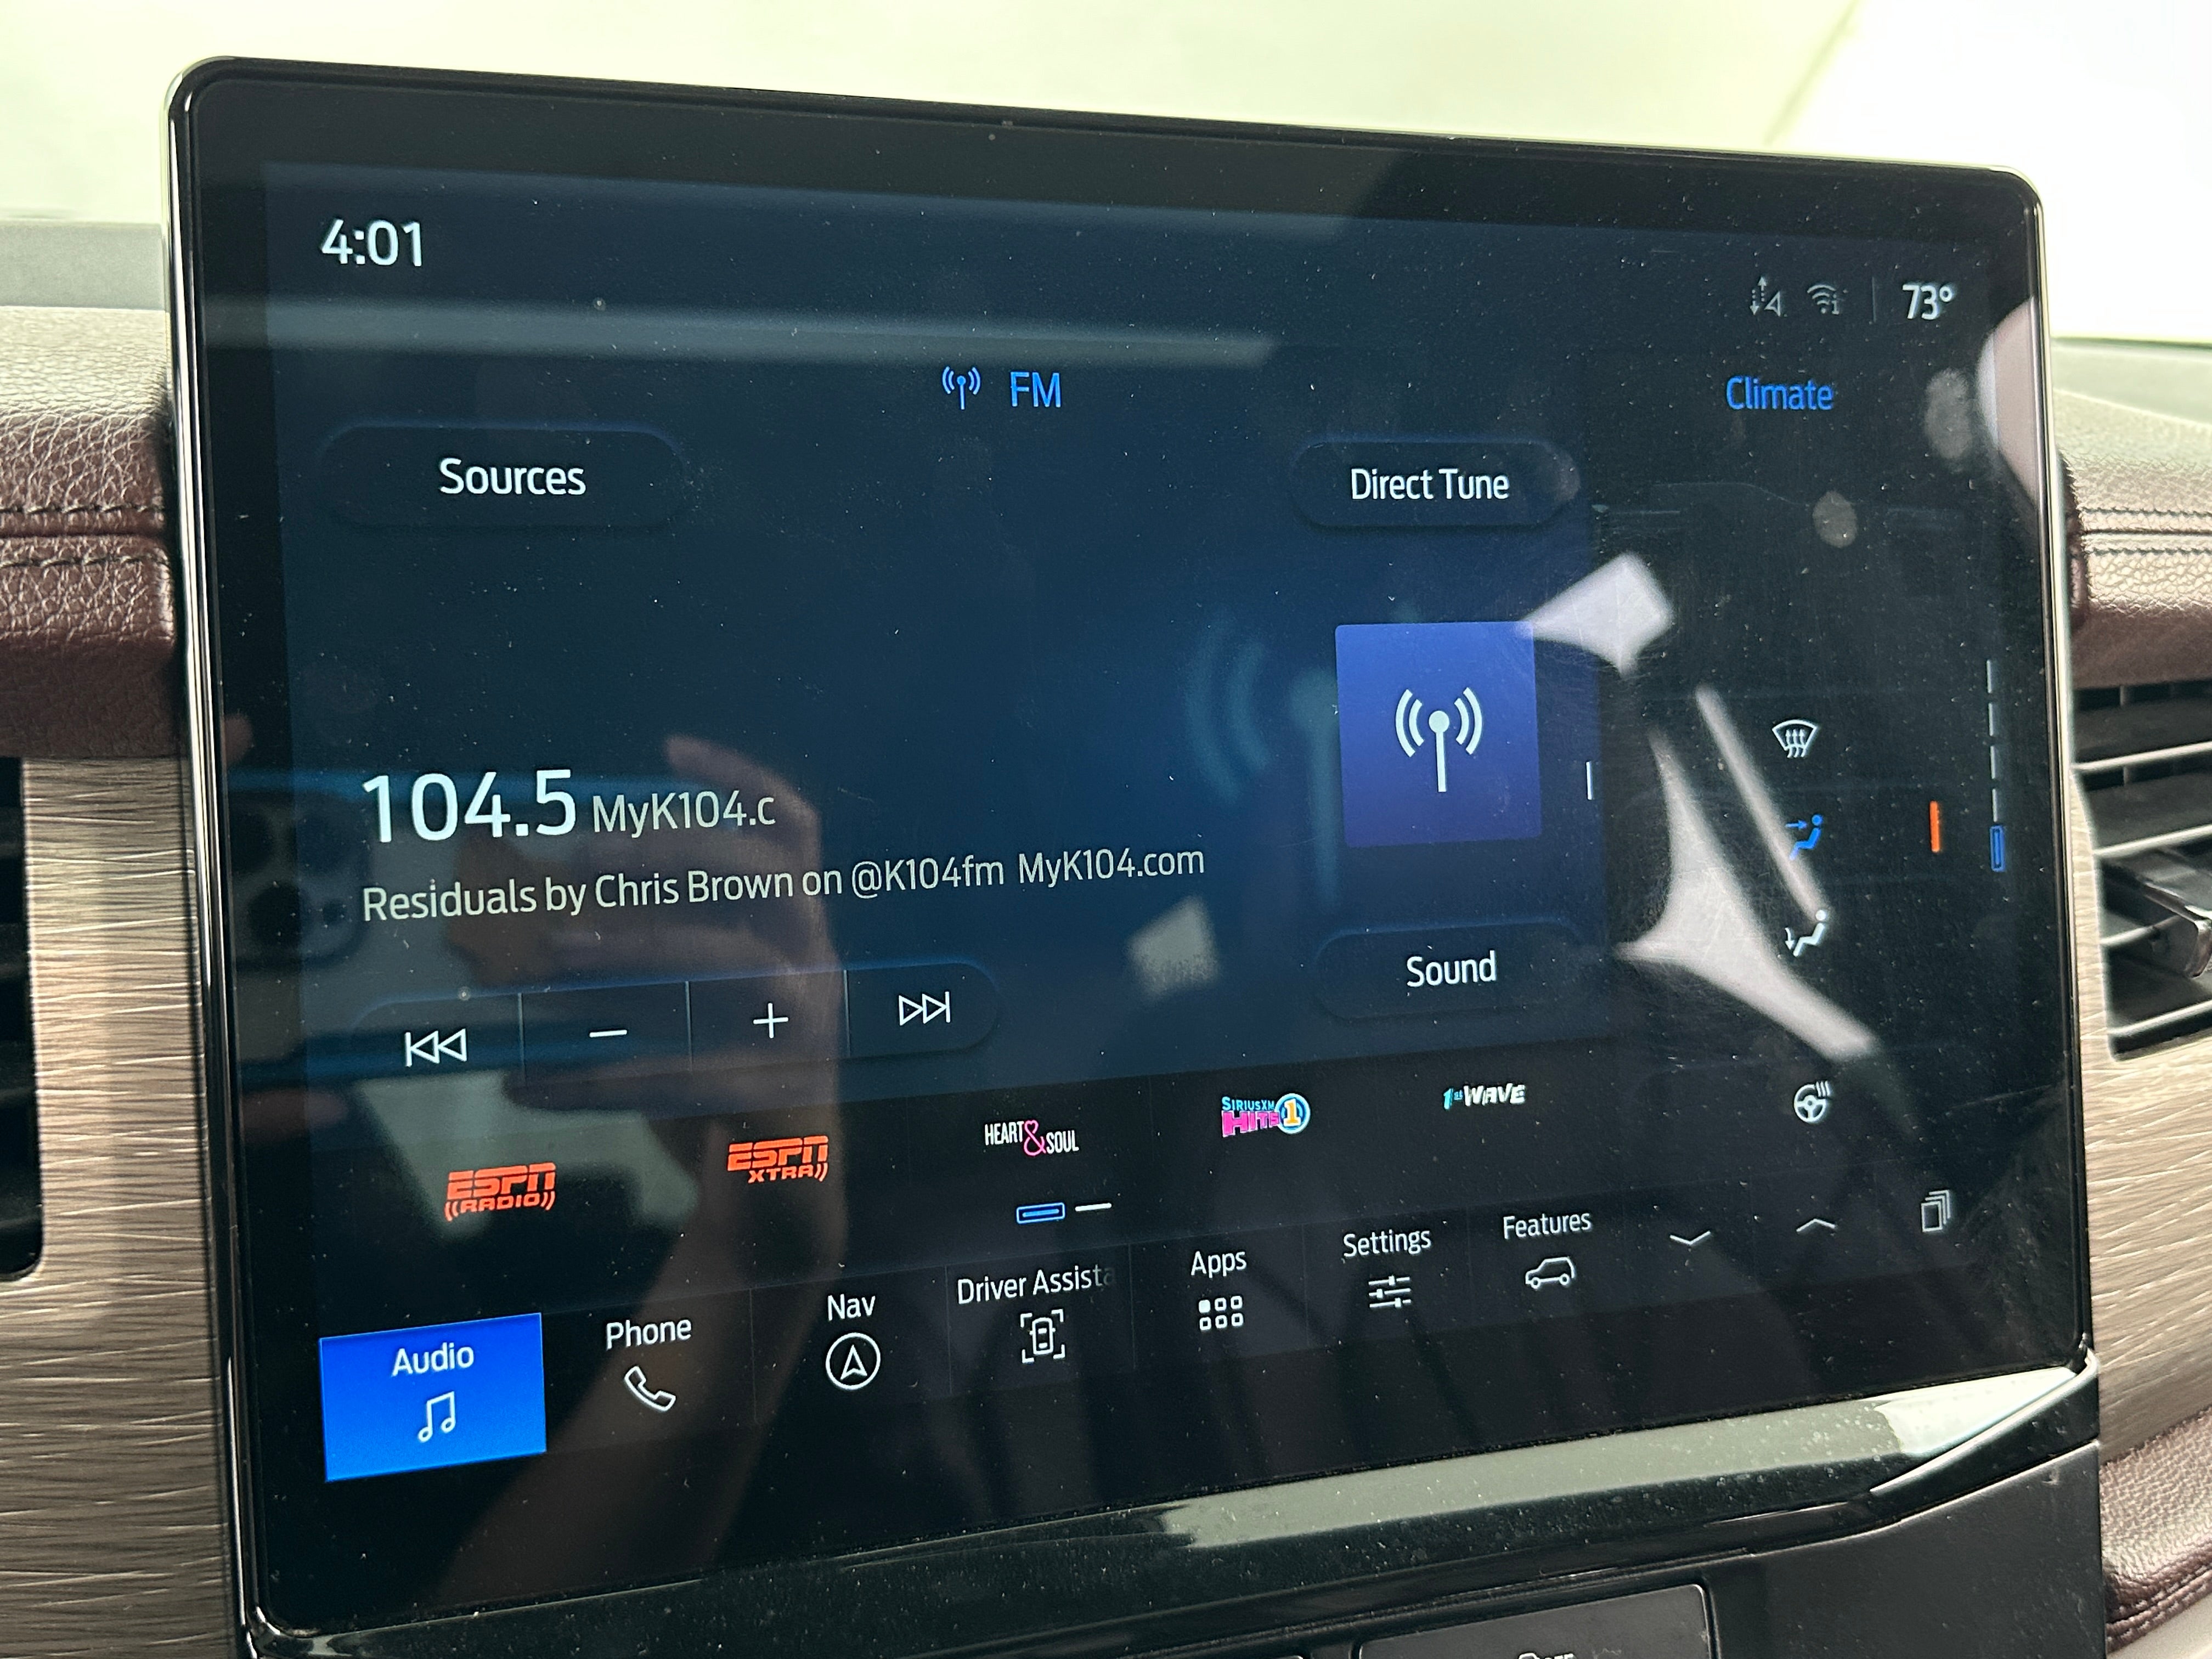 4:01
73°
FM
Climate
Sources
Direct Tune
104.5 MyK104.c
Residuals by Chris Brown on @K104fm MyK104.com
Sound
ESPN RADIO
ESPN XTRA
HEART & SOUL
SIRIUSXM HITS 1
1st WAVE
Audio
Phone
Nav
Driver Assista
Apps
Settings
Features